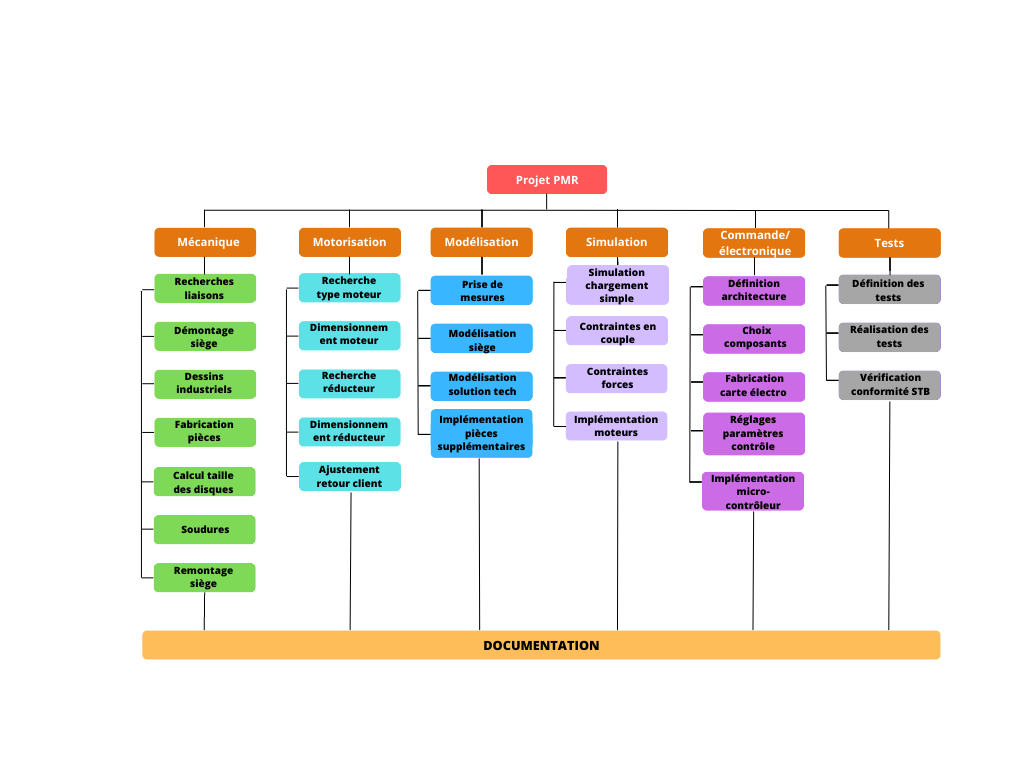 Projet PMR
Mécanique
Recherches
liaisons
Démontage
siège
Dessins
industriels
Fabrication
pièces
Calcul taille
des disques
Soudures
Remontage
siège
Motorisation
Recherche
type moteur
Dimensionnem
ent moteur
Recherche
réducteur
Dimensionnem
ent réducteur
Ajustement
retour client
Modélisation
Prise de
mesures
Modélisation
siège
Modélisation
solution tech
Implémentation
pièces
supplémentaires
Simulation
Simulation
chargement
simple
Contraintes en
couple
Contraintes
forces
Implémentation
moteurs
Commande/
électronique
Définition
architecture
Choix
composants
Fabrication
carte électro
Réglages
paramètres
contrôle
Implémentation
micro-
contrôleur
Tests
Définition des
tests
Réalisation des
tests
Vérification
conformité STB
DOCUMENTATION